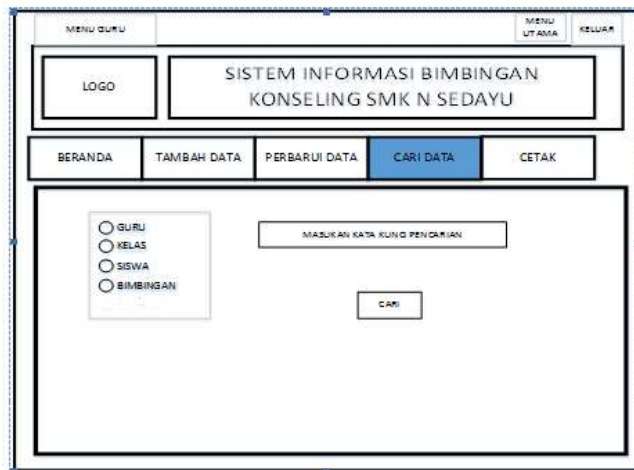 MENU GURU
MENU
UTAMA
KELUAR
LOGO
SISTEM INFORMASI BIMBINGAN
KONSELING SMK N SEDAYU
BERANDA
TAMBAH DATA
PERBARUI DATA
CARI DATA
CETAK
GURU
KELAS
SISWA
BIMBINGAN
MASUKAN KATA KUNCI PENCARIAN
CARI